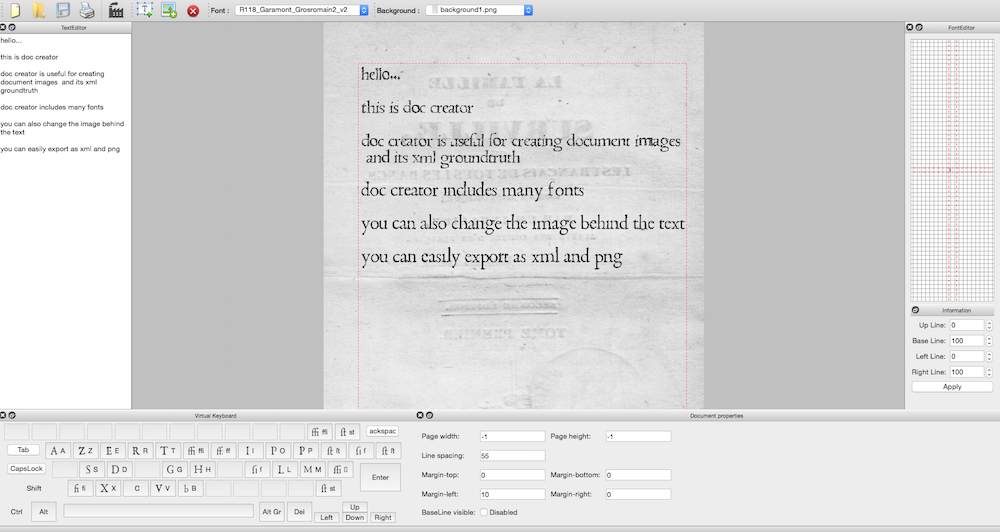 Font : R118_Garamont_Grosromain2_v2 Background : background1.png
TextEditor
hello...
this is doc creator
doc creator is useful for creating
document images and its xml
groundtruth
doc creator includes many fonts
you can also change the image behind
the text
you can easily export as xml and png
hello...
this is doc creator
doc creator is useful for creating document images
and its xml groundtruth
doc creator includes many fonts
you can also change the image behind the text
you can easily export as xml and png
LA FAMILLE
TOME PREMIER
FontEditor
Information
Up Line: 0
Base Line: 100
Left Line: 0
Right Line: 100
Apply
Virtual Keyboard
ffi ffi ſt st ackspac
Tab A A Z Z E E R R T T ffi ffi ff ff I I P O P P ſt ſt ſi f ſt ſt
CapsLock S S D D G G H H ſi f L L M M ffi
Shift fi fi X X C V V b B ſt st
Ctrl Alt Alt Gr Del
Enter
Up
Left Down Right
Document properties
Page width: -1 Page height: -1
Line spacing: 55
Margin-top: 0 Margin-bottom: 0
Margin-left: 10 Margin-right: 0
BaseLine visible: Disabled